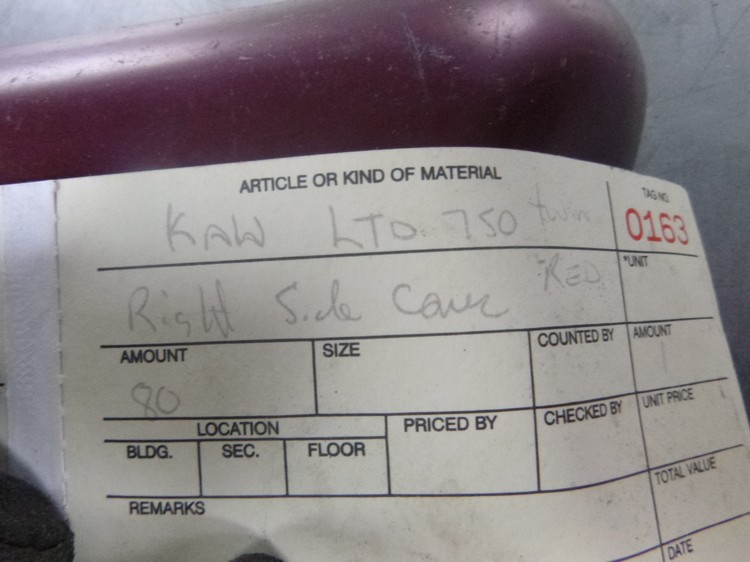 ARTICLE OR KIND OF MATERIAL
TAG NO
KAW LTD 750 twin
0163
Right Side Cover RED
*UNIT
AMOUNT
80
SIZE
COUNTED BY
AMOUNT
1
LOCATION
PRICED BY
CHECKED BY
UNIT PRICE
BLDG.
SEC.
FLOOR
TOTAL VALUE
REMARKS
DATE